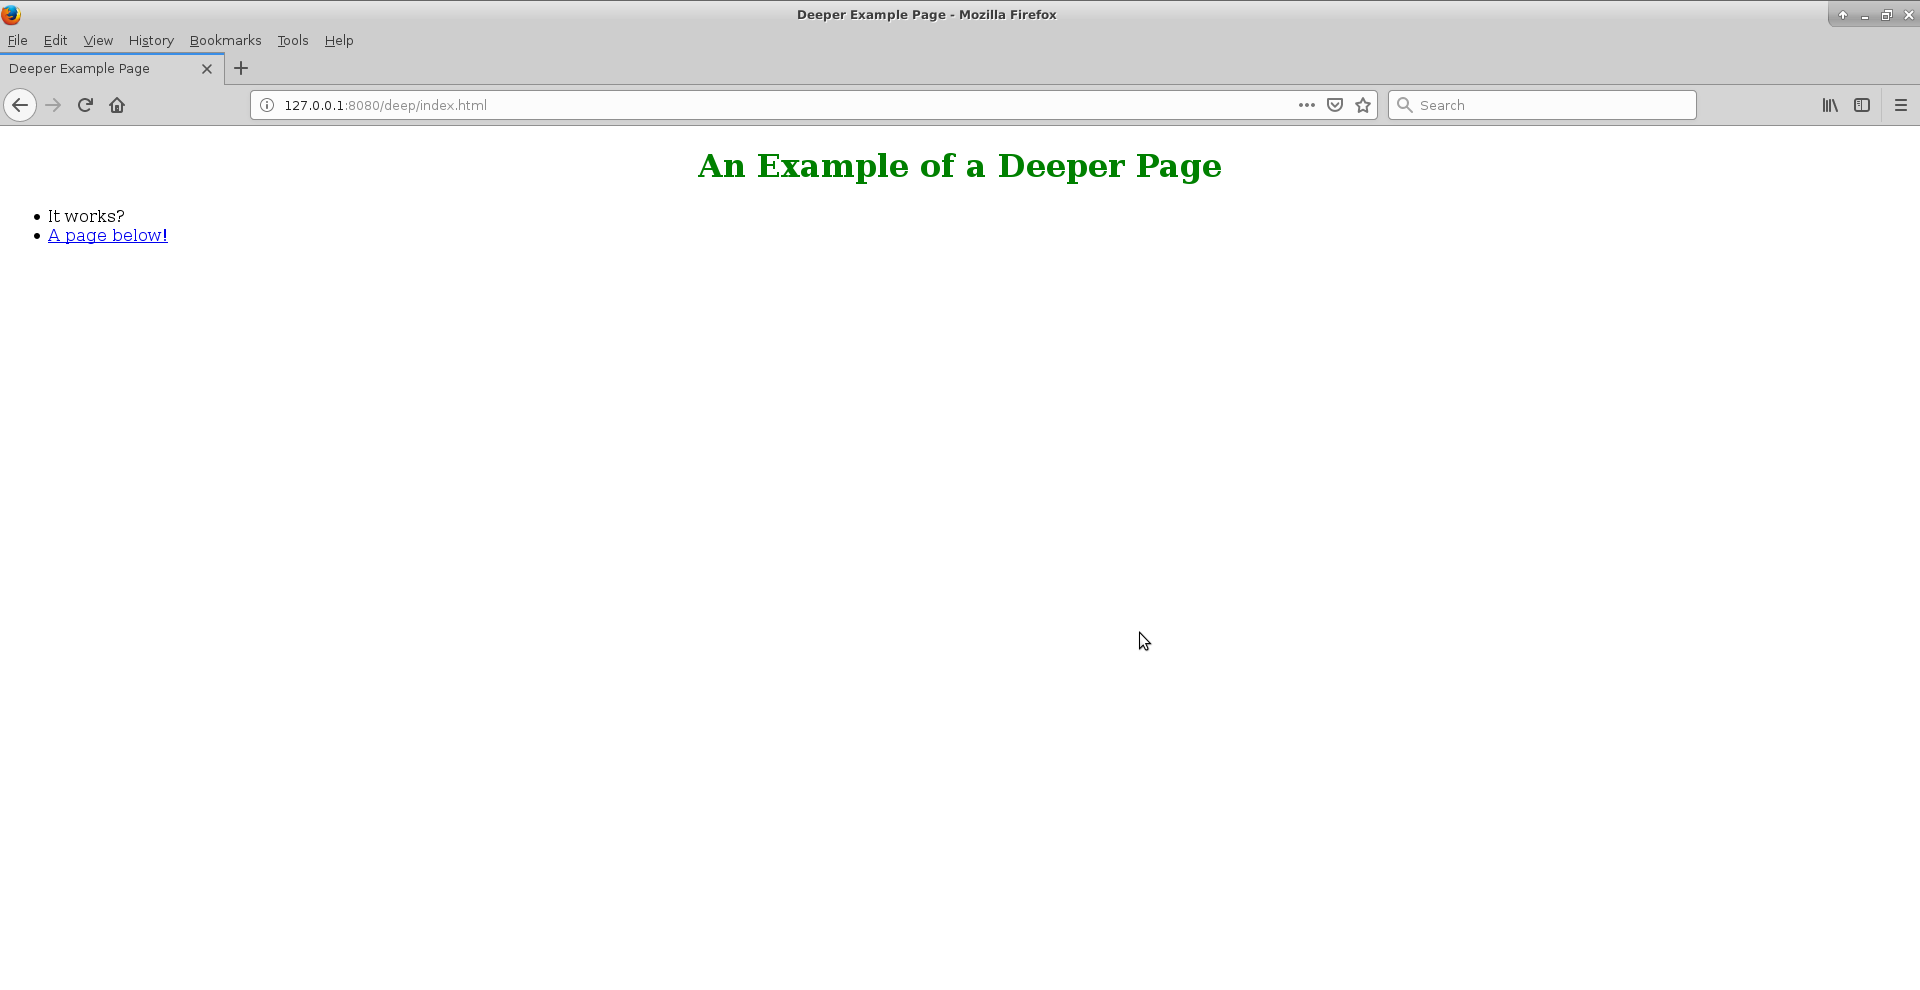 Deeper Example Page - Mozilla Firefox
File Edit View History Bookmarks Tools Help
Deeper Example Page
127.0.0.1:8080/deep/index.html Search
An Example of a Deeper Page
• It works?
• A page below!